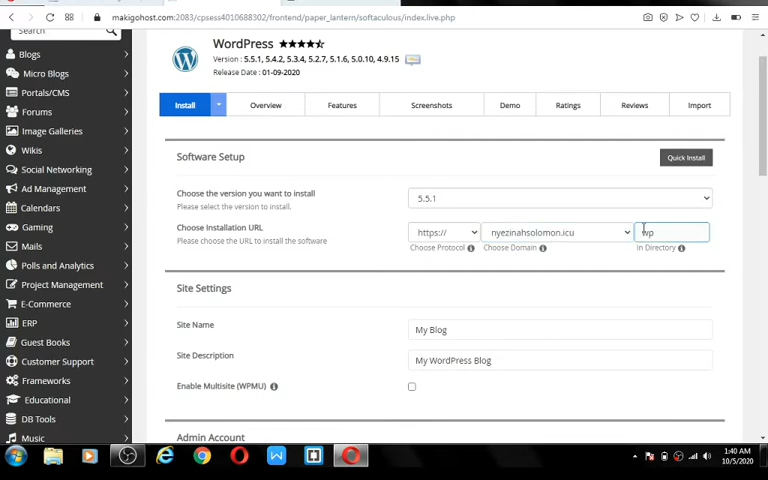 makigohost.com:2083/cpsess4010688302/frontend/paper_lantern/softaculous/index.live.php
Search
Blogs
Micro Blogs
Portals/CMS
Forums
Image Galleries
Wikis
Social Networking
Ad Management
Calendars
Gaming
Mails
Polls and Analytics
Project Management
E-Commerce
ERP
Guest Books
Customer Support
Frameworks
Educational
DB Tools
Music
WordPress
Version : 5.5.1, 5.4.2, 5.3.4, 5.2.7, 5.1.6, 5.0.10, 4.9.15
Release Date : 01-09-2020
Install Overview Features Screenshots Demo Ratings Reviews Import
Software Setup
Quick Install
Choose the version you want to install
Please select the version to install.
5.5.1
Choose Installation URL
Please choose the URL to install the software
https:// nyezinahsolomon.icu wp
Choose Protocol Choose Domain In Directory
Site Settings
Site Name
My Blog
Site Description
My WordPress Blog
Enable Multisite (WPMU)
Admin Account
1:40 AM
10/5/2020